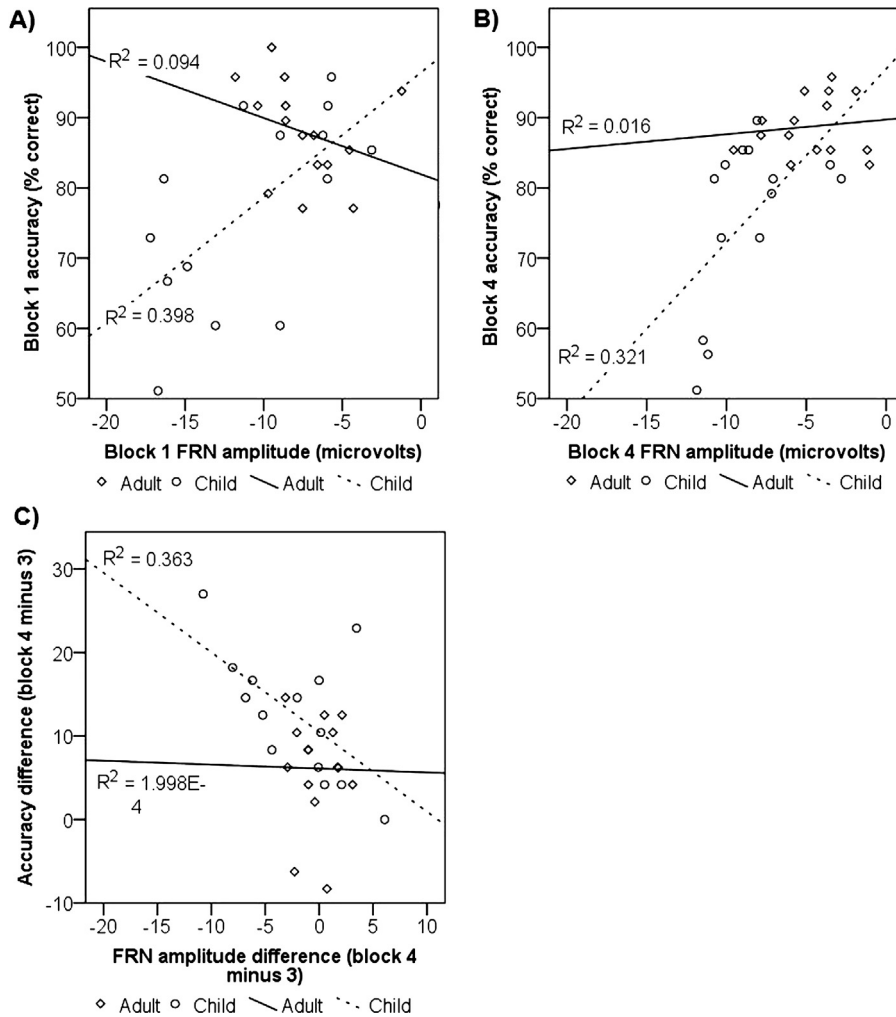 A)
100
90
80
70
60
50
Block 1 accuracy (% correct)
R² = 0.094
R² = 0.398
-20 -15 -10 -5 0
Block 1 FRN amplitude (microvolts)
Adult Child Adult Child
B)
100
90
80
70
60
50
Block 4 accuracy (% correct)
R² = 0.016
R² = 0.321
-20 -15 -10 -5 0
Block 4 FRN amplitude (microvolts)
Adult Child Adult Child
C)
30
20
10
0
-10
Accuracy difference (block 4 minus 3)
R² = 0.363
R² = 1.998E-
4
-20 -15 -10 -5 0 5 10
FRN amplitude difference (block 4
minus 3)
Adult Child Adult Child